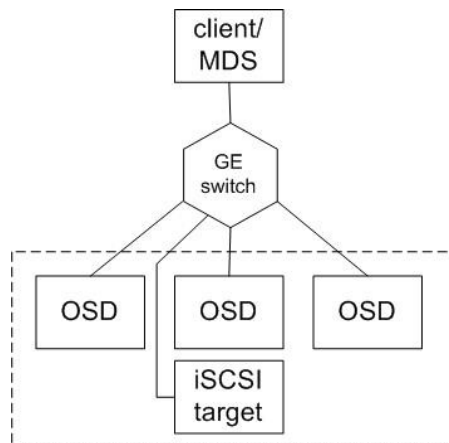 client/
MDS
GE
switch
OSD
OSD
OSD
iSCSI
target